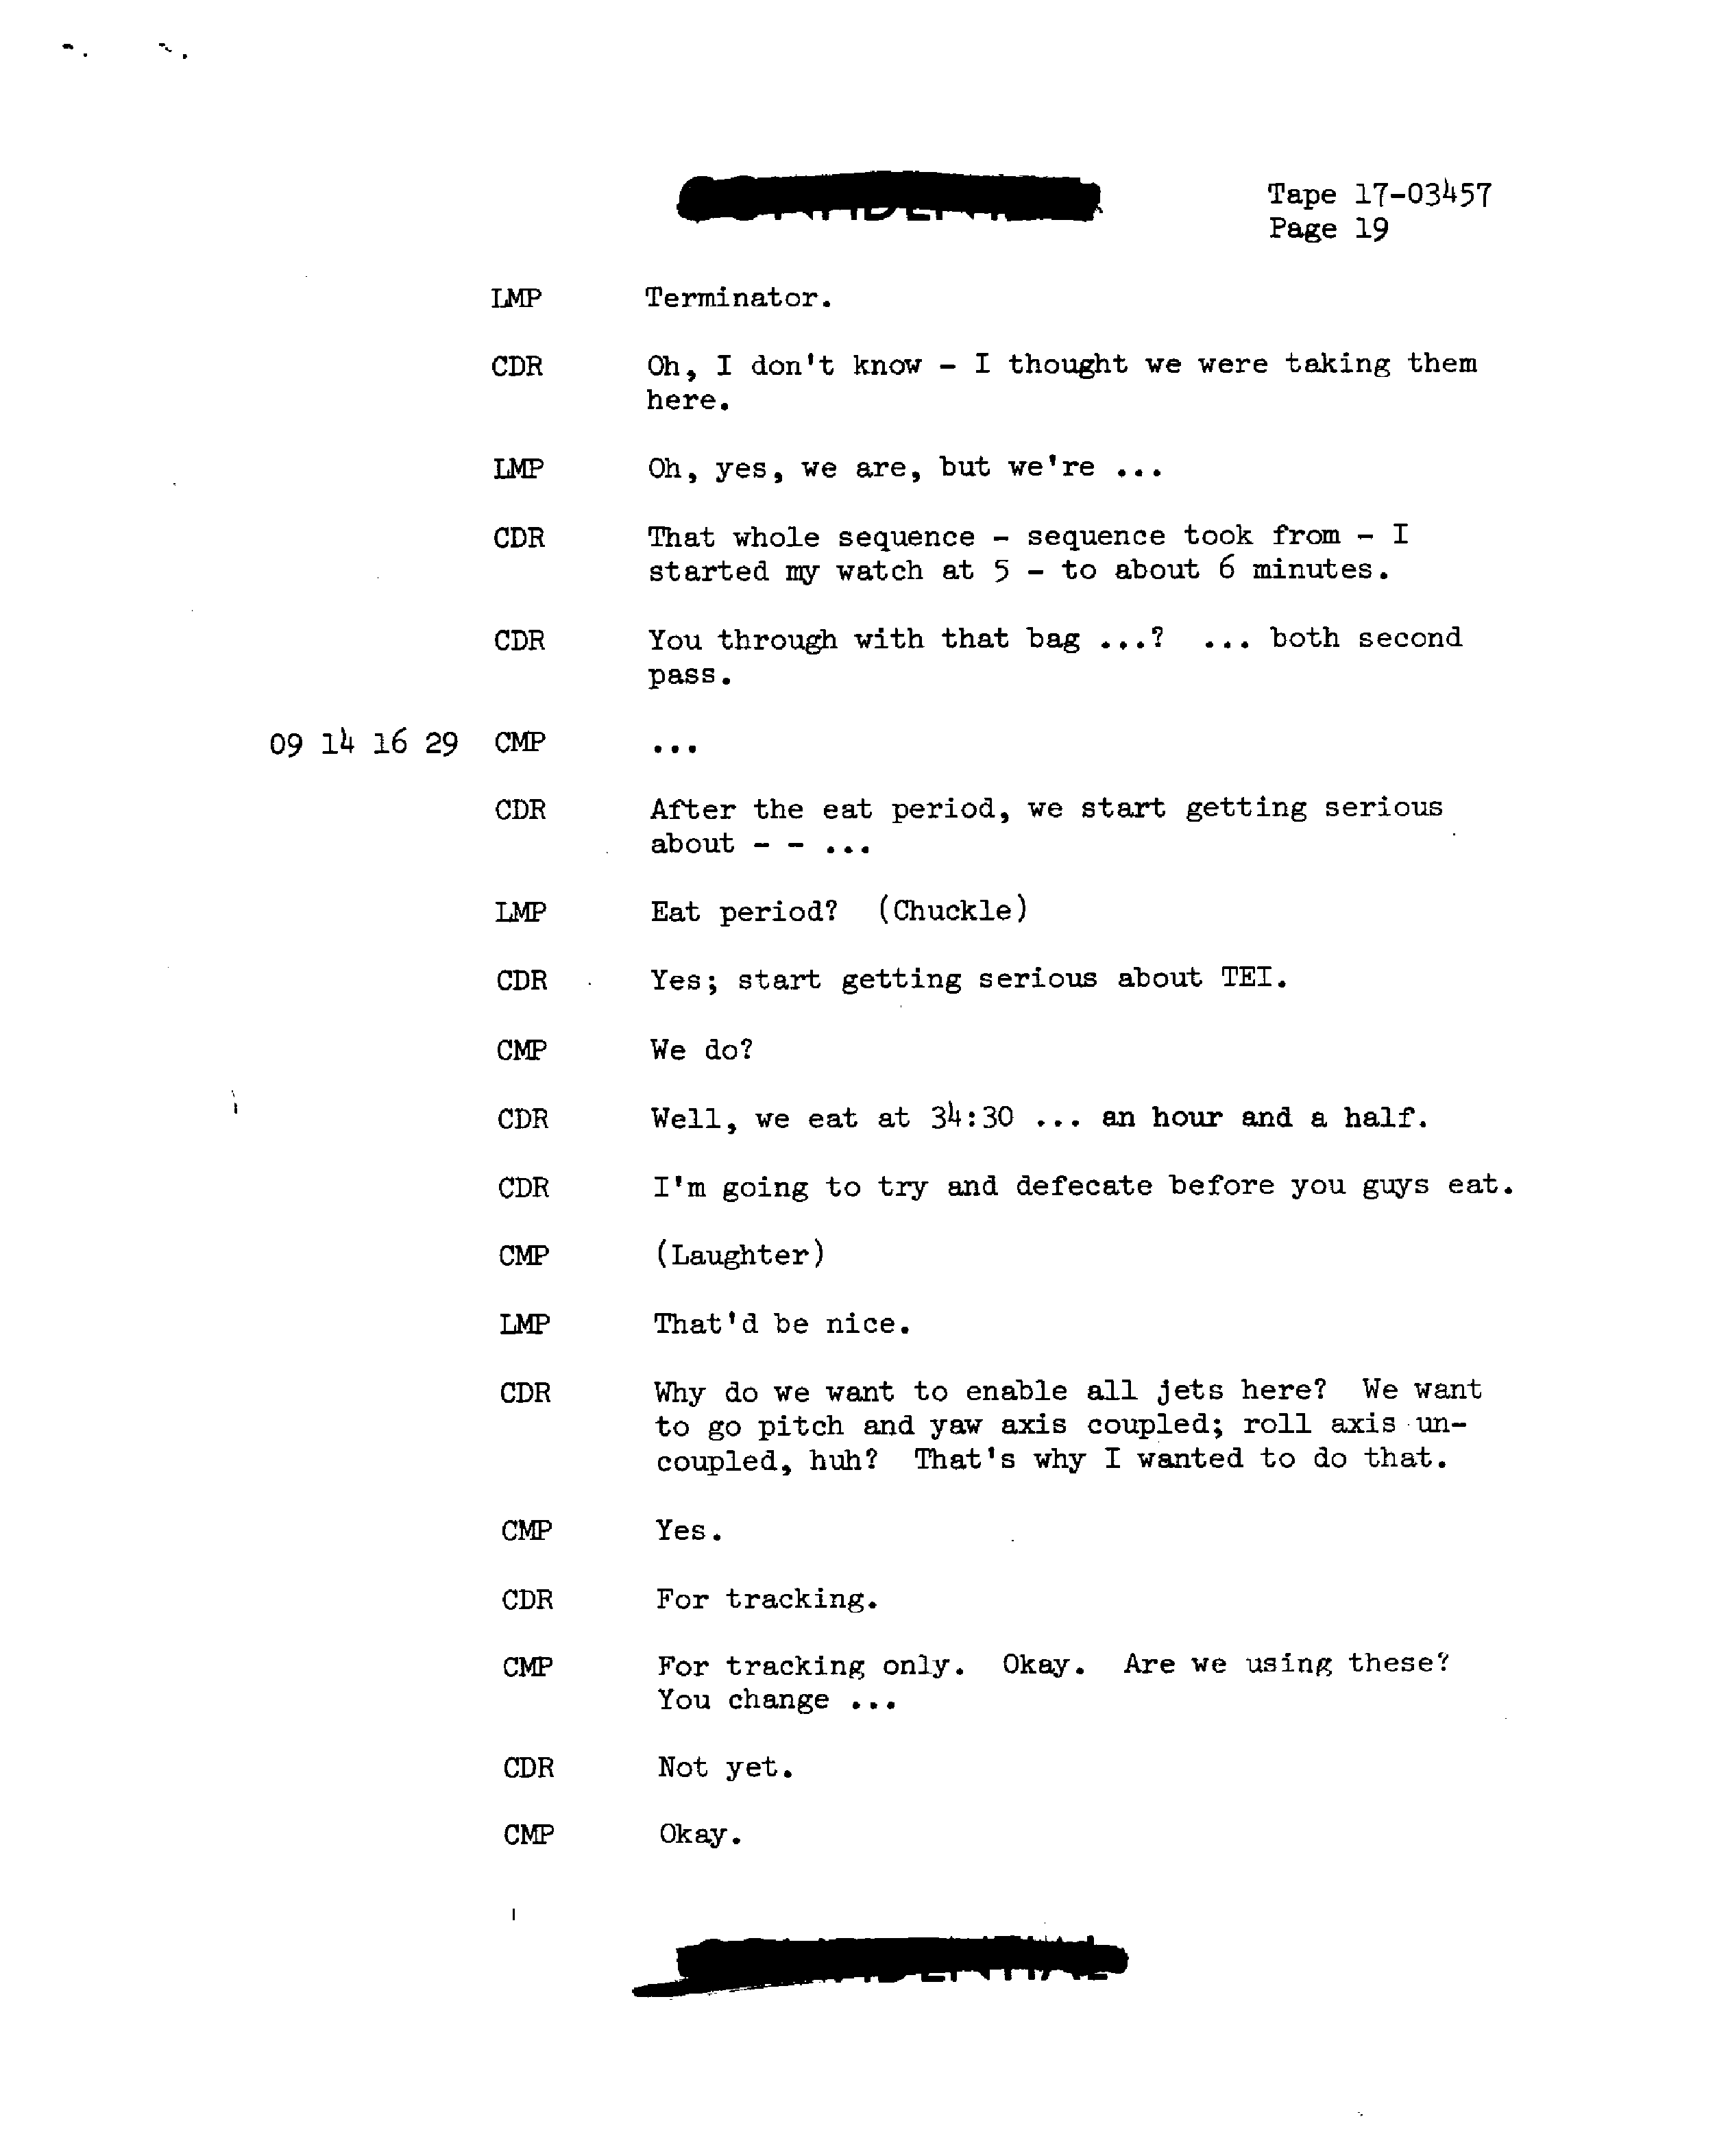 Tape 17-03457
Page 19
LMP Terminator.
CDR Oh, I don't know - I thought we were taking them
here.
LMP Oh, yes, we are, but we're ...
CDR That whole sequence - sequence took from - I
started my watch at 5 - to about 6 minutes.
CDR You through with that bag ...? ... both second
pass.
09 14 16 29 CMP ...
CDR After the eat period, we start getting serious
about - - ...
LMP Eat period? (Chuckle)
CDR Yes; start getting serious about TEI.
CMP We do?
CDR Well, we eat at 34:30 ... an hour and a half.
CDR I'm going to try and defecate before you guys eat.
CMP (Laughter)
LMP That'd be nice.
CDR Why do we want to enable all jets here? We want
to go pitch and yaw axis coupled; roll axis un-
coupled, huh? That's why I wanted to do that.
CMP Yes.
CDR For tracking.
CMP For tracking only. Okay. Are we using these?
You change ...
CDR Not yet.
CMP Okay.